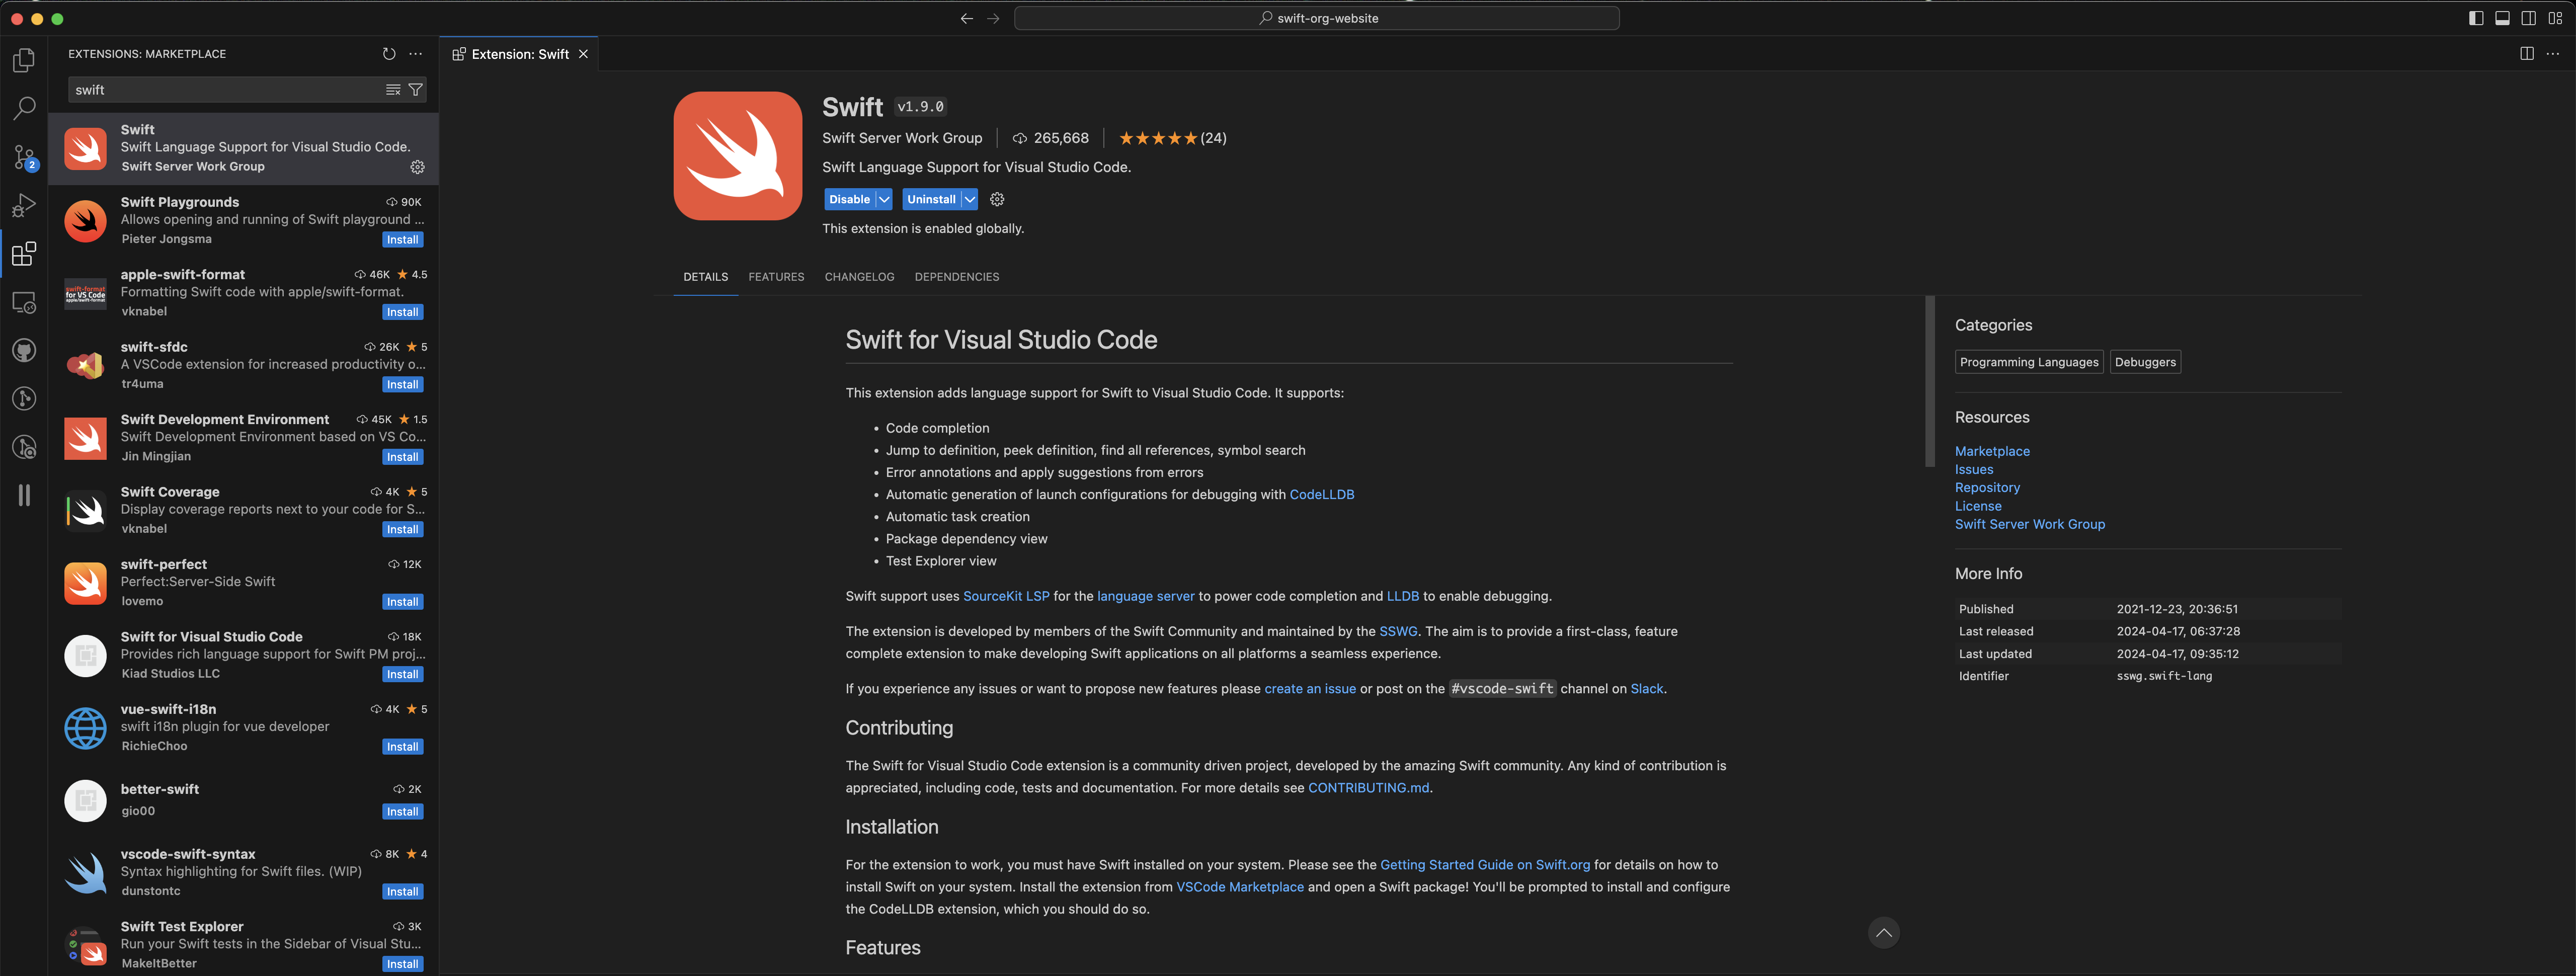 swift-org-website
EXTENSIONS: MARKETPLACE
swift
2
Swift
Swift Language Support for Visual Studio Code.
Swift Server Work Group
Swift Playgrounds 90K
Allows opening and running of Swift playground ...
Pieter Jongsma Install
apple-swift-format 46K 4.5
swift-format
for VS Code
apple/swift-format
Formatting Swift code with apple/swift-format.
vknabel Install
swift-sfdc 26K 5
A VSCode extension for increased productivity o...
tr4uma Install
Swift Development Environment 45K 1.5
Swift Development Environment based on VS Co...
Jin Mingjian Install
Swift Coverage 4K 5
Display coverage reports next to your code for S...
vknabel Install
swift-perfect 12K
Perfect:Server-Side Swift
lovemo Install
Swift for Visual Studio Code 18K
Provides rich language support for Swift PM proj...
Kiad Studios LLC Install
vue-swift-i18n 4K 5
swift i18n plugin for vue developer
RichieChoo Install
better-swift 2K
gio00 Install
vscode-swift-syntax 8K 4
Syntax highlighting for Swift files. (WIP)
dunstontc Install
Swift Test Explorer 3K
Run your Swift tests in the Sidebar of Visual Stu...
MakeItBetter Install
Extension: Swift
Swift v1.9.0
Swift Server Work Group 265,668 (24)
Swift Language Support for Visual Studio Code.
Disable Uninstall
This extension is enabled globally.
DETAILS FEATURES CHANGELOG DEPENDENCIES
Swift for Visual Studio Code
This extension adds language support for Swift to Visual Studio Code. It supports:
• Code completion
• Jump to definition, peek definition, find all references, symbol search
• Error annotations and apply suggestions from errors
• Automatic generation of launch configurations for debugging with CodeLLDB
• Automatic task creation
• Package dependency view
• Test Explorer view
Swift support uses SourceKit LSP for the language server to power code completion and LLDB to enable debugging.
The extension is developed by members of the Swift Community and maintained by the SSWG. The aim is to provide a first-class, feature
complete extension to make developing Swift applications on all platforms a seamless experience.
If you experience any issues or want to propose new features please create an issue or post on the #vscode-swift channel on Slack.
Contributing
The Swift for Visual Studio Code extension is a community driven project, developed by the amazing Swift community. Any kind of contribution is
appreciated, including code, tests and documentation. For more details see CONTRIBUTING.md.
Installation
For the extension to work, you must have Swift installed on your system. Please see the Getting Started Guide on Swift.org for details on how to
install Swift on your system. Install the extension from VSCode Marketplace and open a Swift package! You'll be prompted to install and configure
the CodeLLDB extension, which you should do so.
Features
Categories
Programming Languages Debuggers
Resources
Marketplace
Issues
Repository
License
Swift Server Work Group
More Info
Published 2021-12-23, 20:36:51
Last released 2024-04-17, 06:37:28
Last updated 2024-04-17, 09:35:12
Identifier sswg.swift-lang